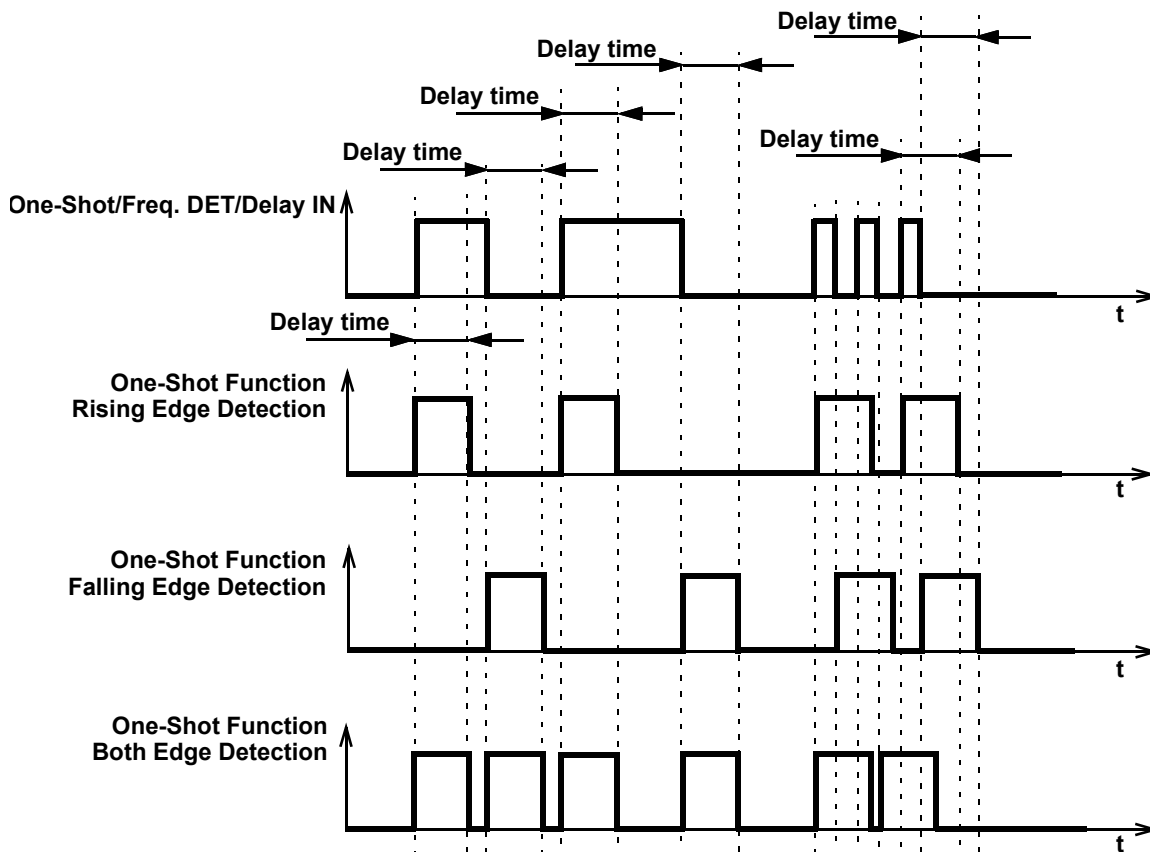 Delay time
Delay time
Delay time
Delay time
Delay time
One-Shot/Freq. DET/Delay IN
t
Delay time
One-Shot Function
Rising Edge Detection
t
One-Shot Function
Falling Edge Detection
t
One-Shot Function
Both Edge Detection
t